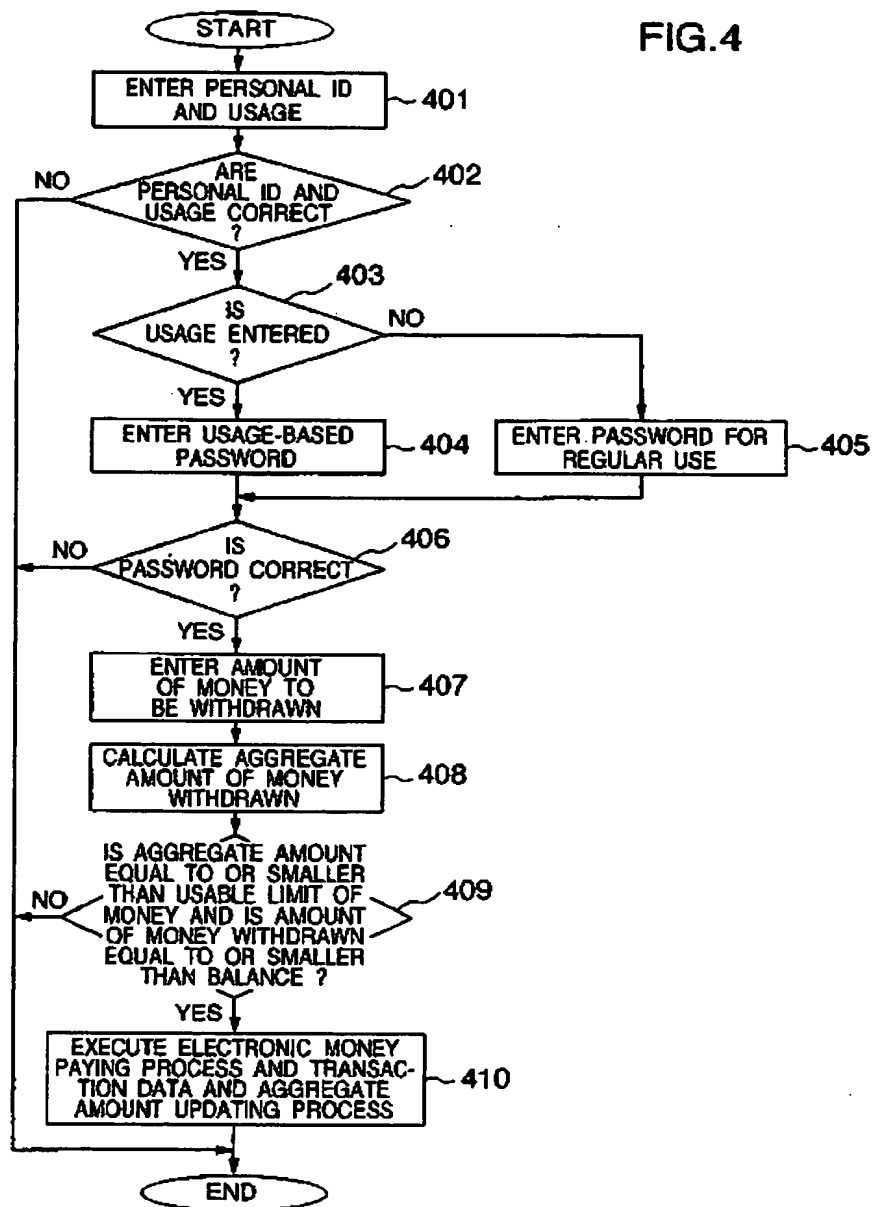 START
FIG.4
ENTER PERSONAL ID
AND USAGE
401
ARE
PERSONAL ID AND
USAGE CORRECT
?
402
NO
YES
403
IS
USAGE ENTERED
?
NO
YES
ENTER USAGE-BASED
PASSWORD
404
ENTER PASSWORD FOR
REGULAR USE
405
406
IS
PASSWORD CORRECT
?
NO
YES
ENTER AMOUNT
OF MONEY TO
BE WITHDRAWN
407
CALCULATE AGGREGATE
AMOUNT OF MONEY
WITHDRAWN
408
IS AGGREGATE AMOUNT
EQUAL TO OR SMALLER
THAN USABLE LIMIT OF
MONEY AND IS AMOUNT
OF MONEY WITHDRAWN
EQUAL TO OR SMALLER
THAN BALANCE ?
409
NO
YES
EXECUTE ELECTRONIC MONEY
PAYING PROCESS AND TRANSAC-
TION DATA AND AGGREGATE
AMOUNT UPDATING PROCESS
410
END